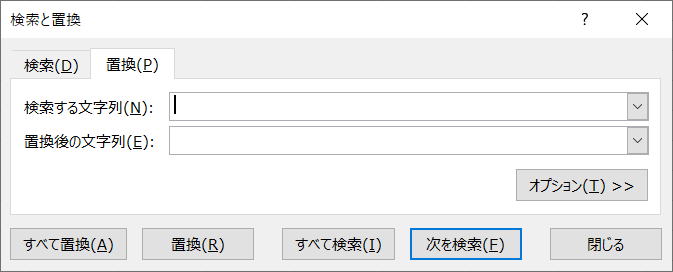 検索と置換
検索(D) 置換(P)
検索する文字列(N):
置換後の文字列(E):
オプション(T) >>
すべて置換(A) 置換(R) すべて検索(I) 次を検索(F) 閉じる